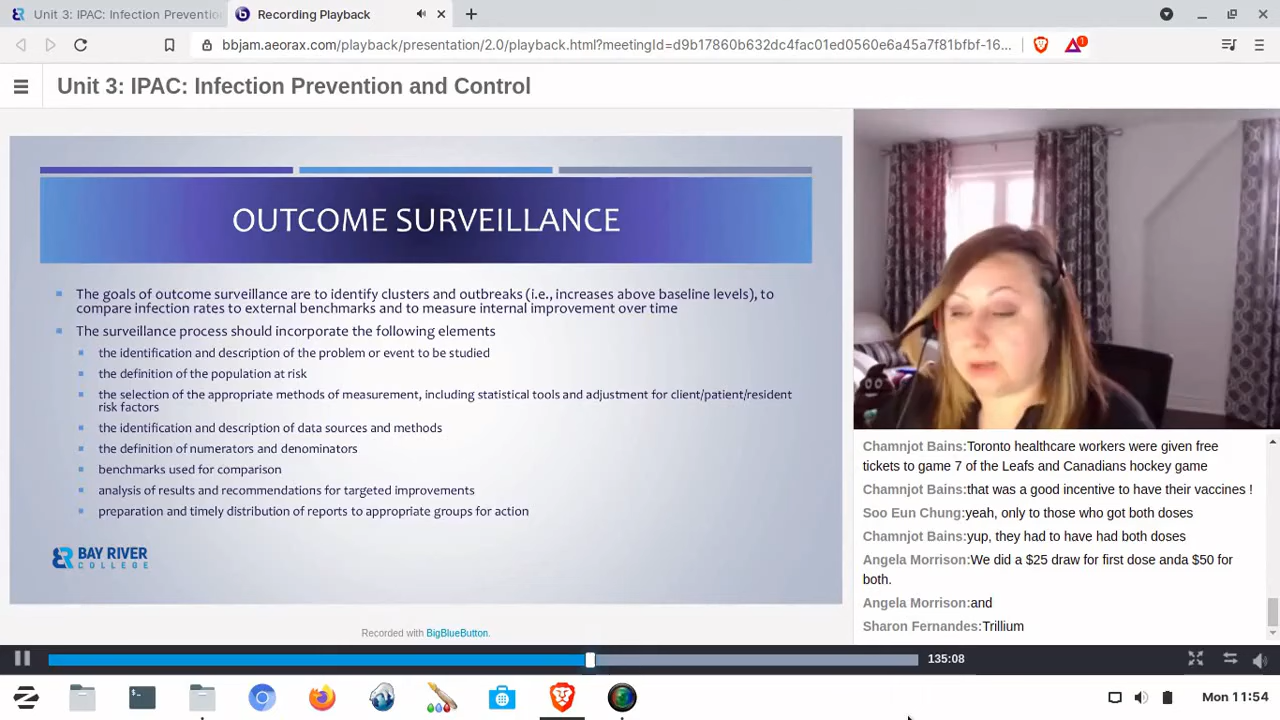 Unit 3: IPAC: Infection Preventio
Recording Playback
bbjam.aeorax.com/playback/presentation/2.0/playback.html?meetingId=d9b17860b632dc4fac01ed0560e6a45a7f81bfbf-16...
1
Unit 3: IPAC: Infection Prevention and Control
OUTCOME SURVEILLANCE
The goals of outcome surveillance are to identify clusters and outbreaks (i.e., increases above baseline levels), to
compare infection rates to external benchmarks and to measure internal improvement over time
The surveillance process should incorporate the following elements
the identification and description of the problem or event to be studied
the definition of the population at risk
the selection of the appropriate methods of measurement, including statistical tools and adjustment for client/patient/resident
risk factors
the identification and description of data sources and methods
the definition of numerators and denominators
benchmarks used for comparison
analysis of results and recommendations for targeted improvements
preparation and timely distribution of reports to appropriate groups for action
BAY RIVER
COLLEGE
Recorded with BigBlueButton.
Chamnjot Bains:Toronto healthcare workers were given free
tickets to game 7 of the Leafs and Canadians hockey game
Chamnjot Bains:that was a good incentive to have their vaccines !
Soo Eun Chung:yeah, only to those who got both doses
Chamnjot Bains:yup, they had to have had both doses
Angela Morrison:We did a $25 draw for first dose anda $50 for
both.
Angela Morrison:and
Sharon Fernandes:Trillium
135:08
Mon 11:54